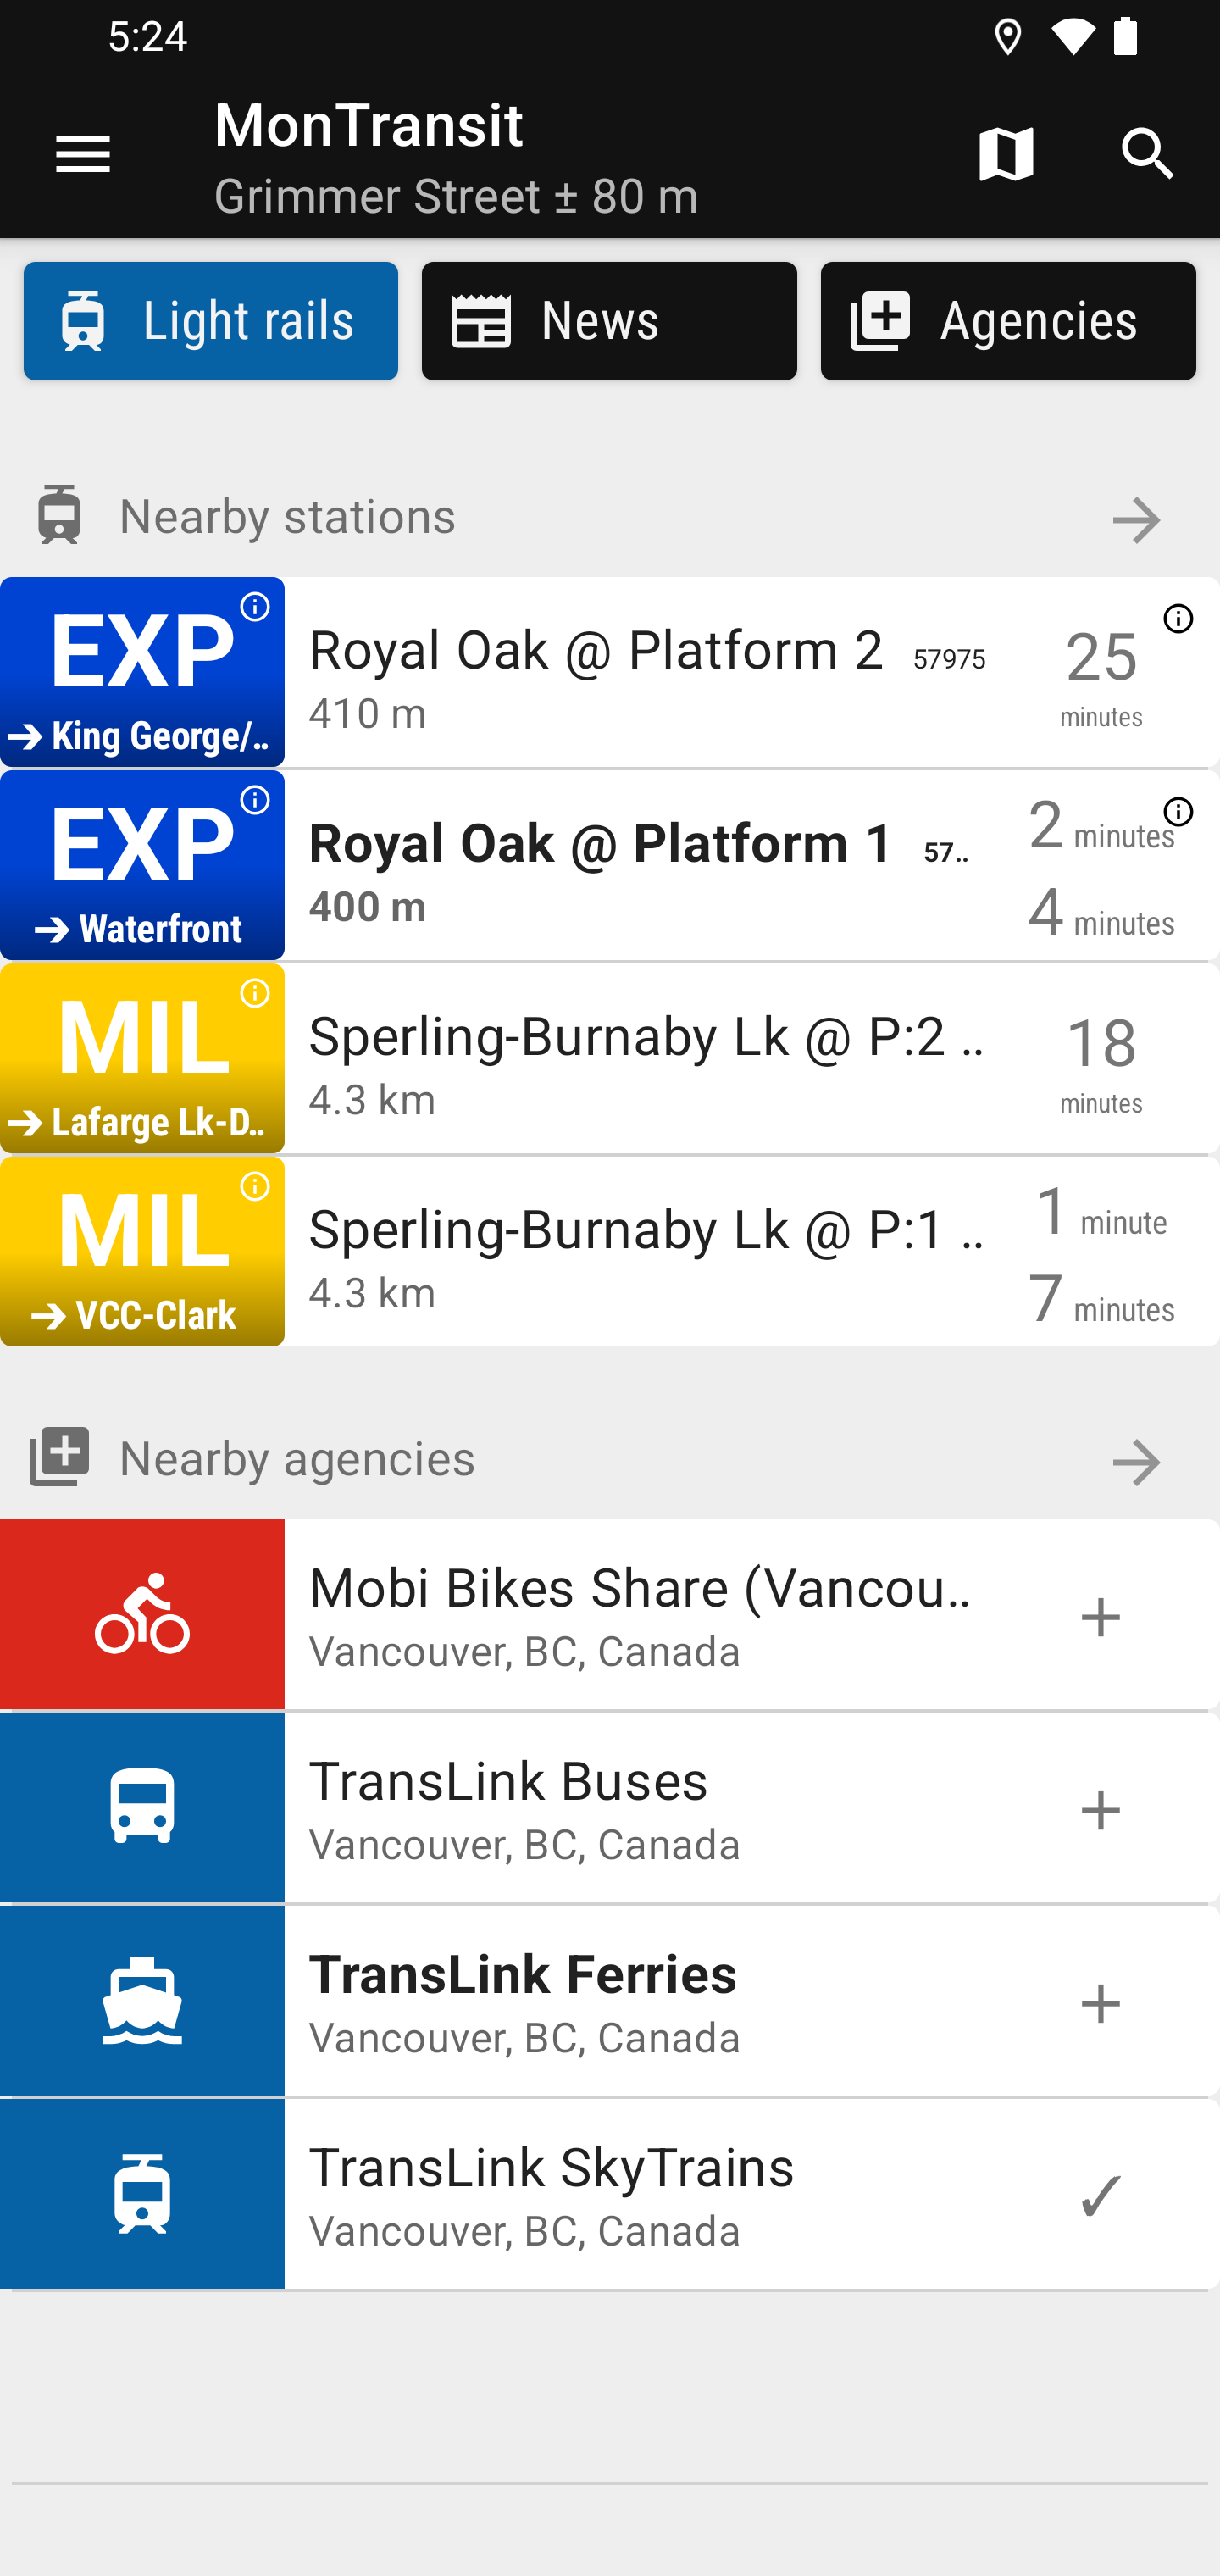 5:24
MonTransit
Grimmer Street ± 80 m
Light rails
News
Agencies
Nearby stations
EXP
→ King George/..
Royal Oak @ Platform 2 57975
410 m
25
minutes
EXP
→ Waterfront
Royal Oak @ Platform 1 57..
400 m
2 minutes
4 minutes
MIL
→ Lafarge Lk-D..
Sperling-Burnaby Lk @ P:2 ..
4.3 km
18
minutes
MIL
→ VCC-Clark
Sperling-Burnaby Lk @ P:1 ..
4.3 km
1 minute
7 minutes
Nearby agencies
Mobi Bikes Share (Vancou..
Vancouver, BC, Canada
TransLink Buses
Vancouver, BC, Canada
TransLink Ferries
Vancouver, BC, Canada
TransLink SkyTrains
Vancouver, BC, Canada